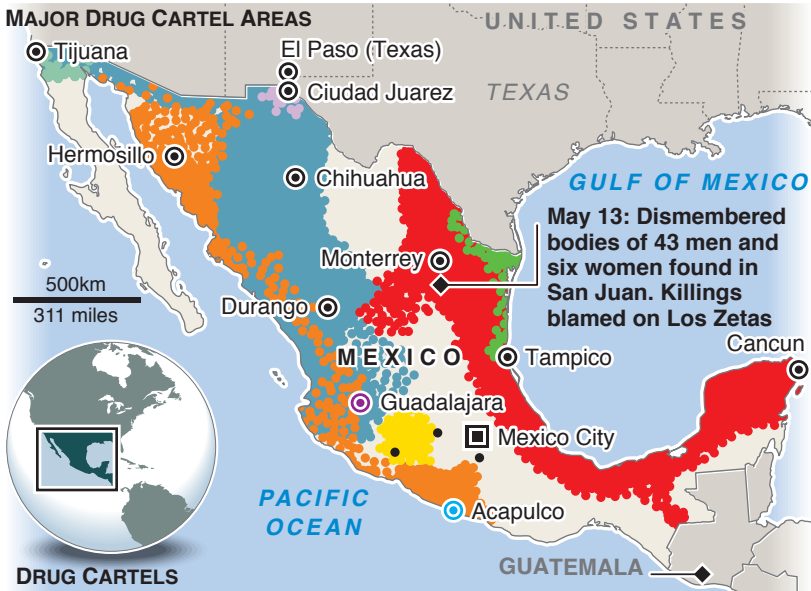 MAJOR DRUG CARTEL AREAS
UNITED STATES
Tijuana
El Paso (Texas)
Ciudad Juarez
TEXAS
Hermosillo
Chihuahua
GULF OF MEXICO
May 13: Dismembered
bodies of 43 men and
six women found in
San Juan. Killings
blamed on Los Zetas
Monterrey
500km
311 miles
Durango
MEXICO
Tampico
Cancun
Guadalajara
Mexico City
PACIFIC
OCEAN
Acapulco
GUATEMALA
DRUG CARTELS